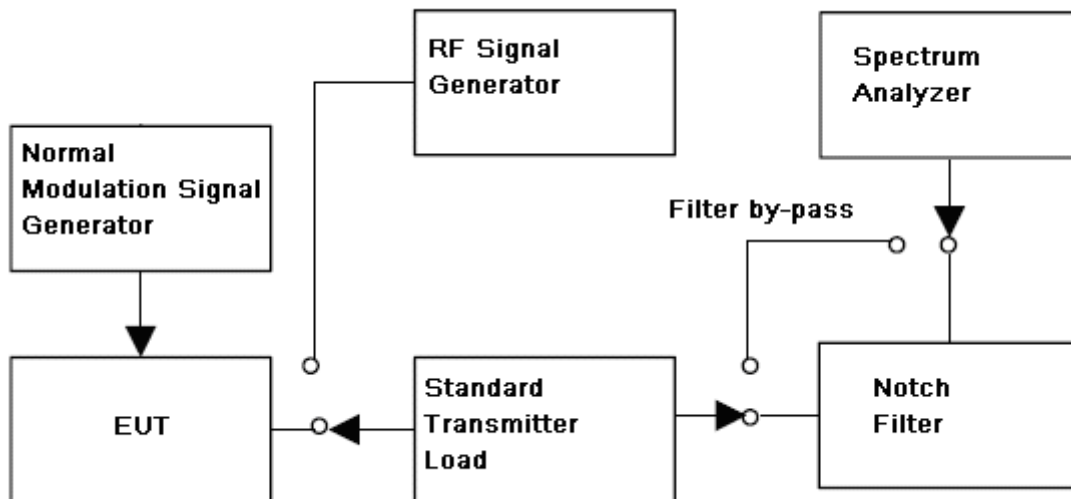 RF Signal
Generator
Spectrum
Analyzer
Normal
Modulation Signal
Generator
Filter by-pass
EUT
Standard
Transmitter
Load
Notch
Filter